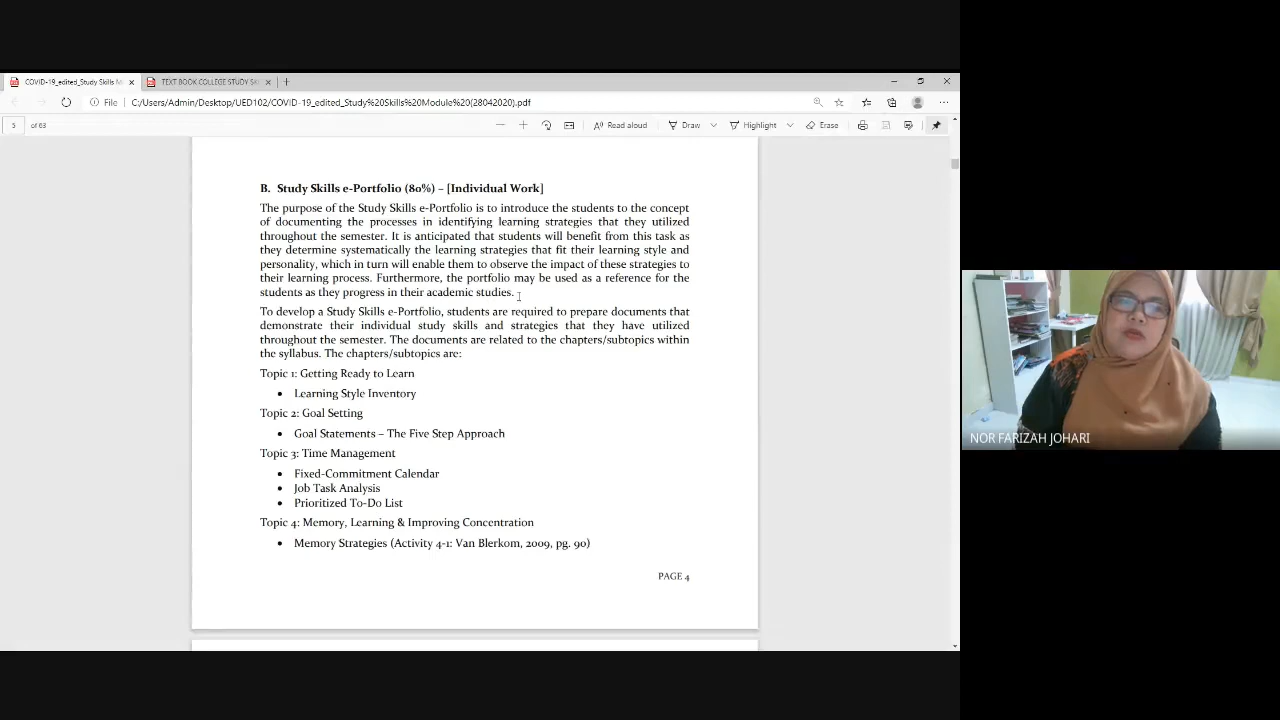 COVID-19_edited_Study Skills M
TEXT BOOK COLLEGE STUDY SKI
File
C:/Users/Admin/Desktop/UED102/COVID-19_edited_Study%20Skills%20Module%20(28042020).pdf
5 of 63
Read aloud
Draw
Highlight
Erase
B. Study Skills e-Portfolio (80%) – [Individual Work]
The purpose of the Study Skills e-Portfolio is to introduce the students to the concept
of documenting the processes in identifying learning strategies that they utilized
throughout the semester. It is anticipated that students will benefit from this task as
they determine systematically the learning strategies that fit their learning style and
personality, which in turn will enable them to observe the impact of these strategies to
their learning process. Furthermore, the portfolio may be used as a reference for the
students as they progress in their academic studies.
To develop a Study Skills e-Portfolio, students are required to prepare documents that
demonstrate their individual study skills and strategies that they have utilized
throughout the semester. The documents are related to the chapters/subtopics within
the syllabus. The chapters/subtopics are:
Topic 1: Getting Ready to Learn
• Learning Style Inventory
Topic 2: Goal Setting
• Goal Statements – The Five Step Approach
Topic 3: Time Management
• Fixed-Commitment Calendar
• Job Task Analysis
• Prioritized To-Do List
Topic 4: Memory, Learning & Improving Concentration
• Memory Strategies (Activity 4-1: Van Blerkom, 2009, pg. 90)
PAGE 4
NOR FARIZAH JOHARI